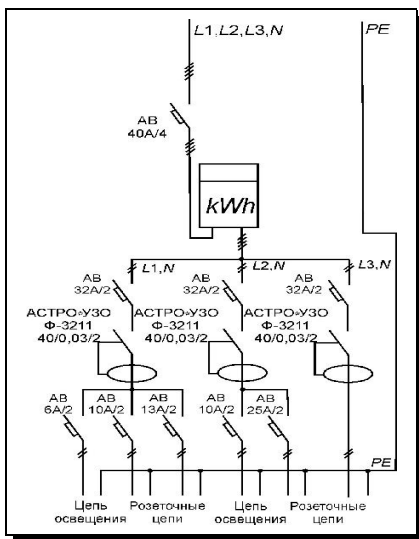 L1,L2,L3,N
PE
АВ
40А/4
kWh
L1,N
L2,N
L3,N
АВ
32А/2
АВ
32А/2
АВ
32А/2
АСТРО*УЗО
Ф-3211
40/0,03/2
АСТРО*УЗО
Ф-3211
40/0,03/2
АСТРО*УЗО
Ф-3211
40/0,03/2
АВ
6А/2
АВ
10А/2
АВ
13А/2
АВ
10А/2
АВ
25А/2
PE
Цепь
освещения
Розеточные
цепи
Цепь
освещения
Розеточные
цепи